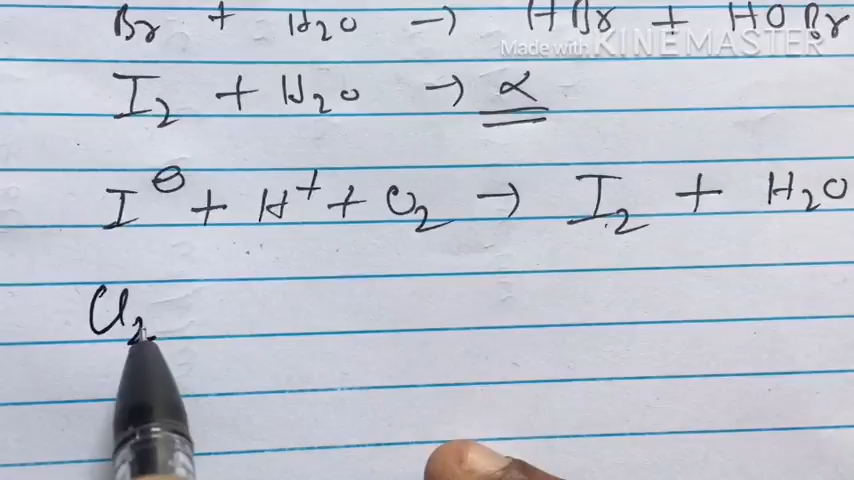 Br + H2O → HBr + HOBr
Made with KINEMASTER
I2 + H2O → ∝
I⊖ + H+ + O2 → I2 + H2O
Cl2